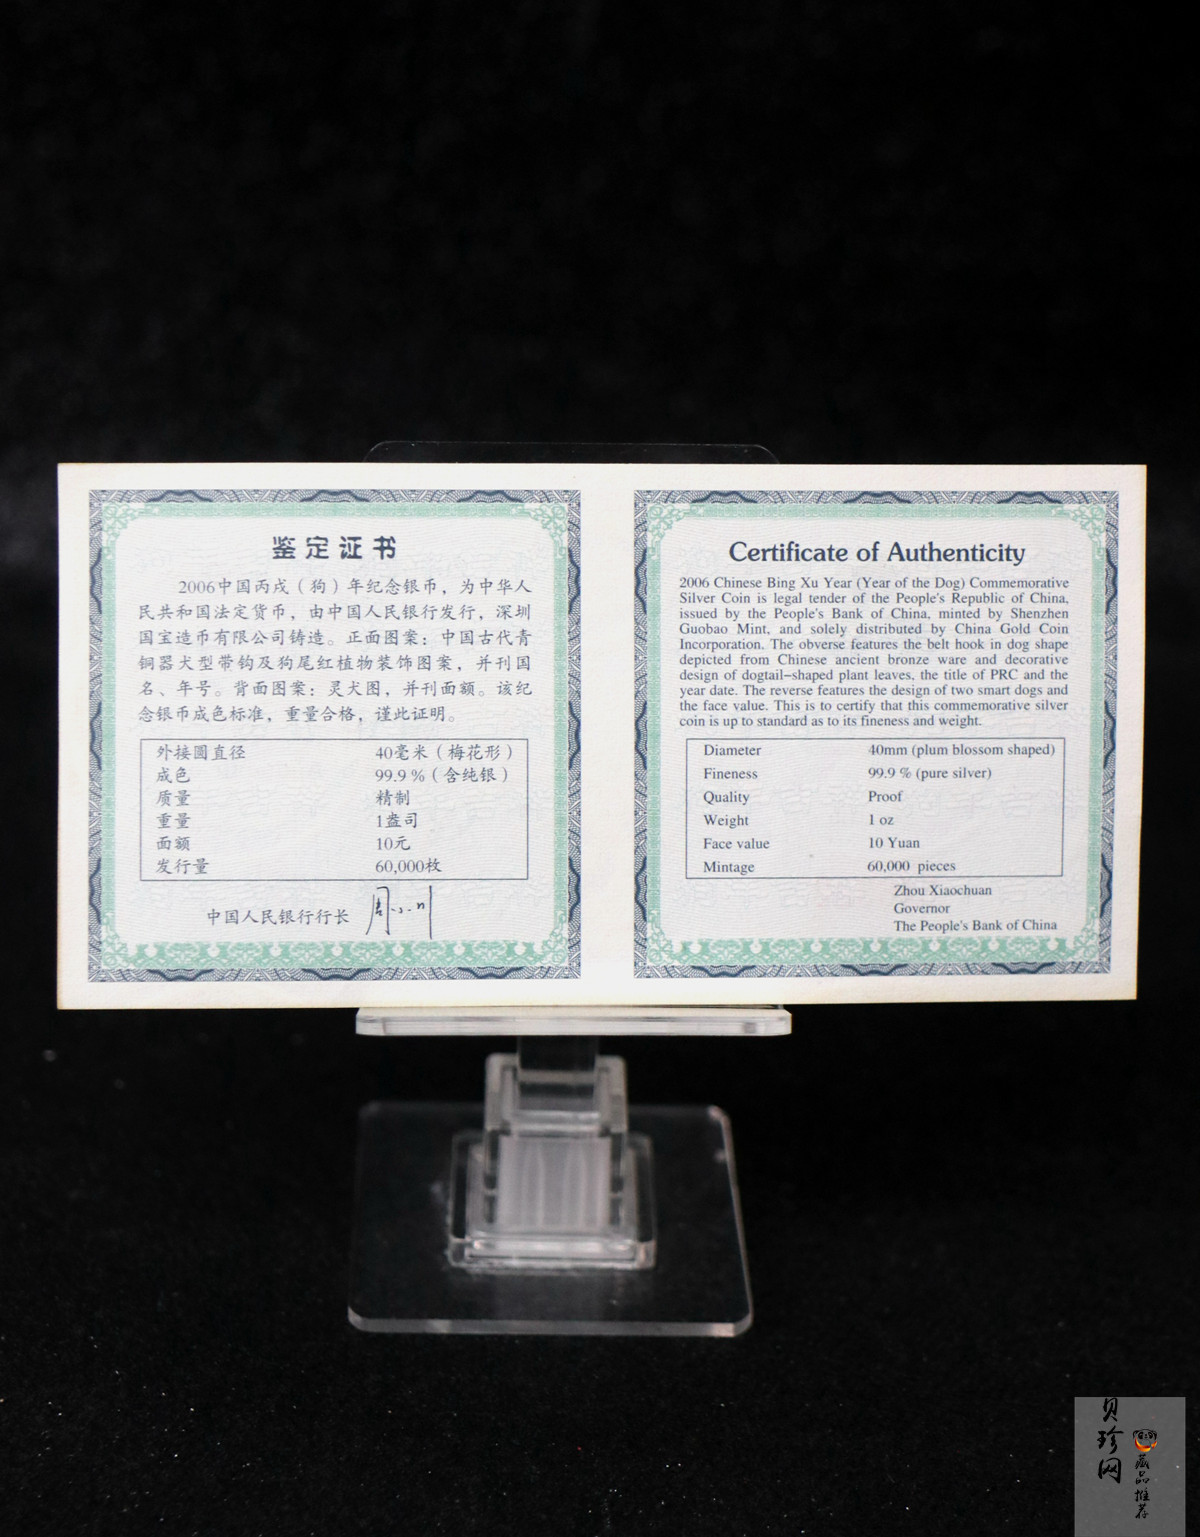 鉴定证书
2006中国丙戌（狗）年纪念银币，为中华人
民共和国法定货币，由中国人民银行发行，深圳
国宝造币有限公司铸造。正面图案：中国古代青
铜器犬型带钩及狗尾红植物装饰图案，并刊国
名、年号。背面图案：灵犬图，并刊面额。该纪
念银币成色标准，重量合格，谨此证明。
外接圆直径 40毫米（梅花形）
成色 99.9％（含纯银）
质量 精制
重量 1盎司
面额 10元
发行量 60,000枚
中国人民银行行长 周小川
Certificate of Authenticity
2006 Chinese Bing Xu Year (Year of the Dog) Commemorative
Silver Coin is legal tender of the People's Republic of China,
issued by the People's Bank of China, minted by Shenzhen
Guobao Mint, and solely distributed by China Gold Coin
Incorporation. The obverse features the belt hook in dog shape
depicted from Chinese ancient bronze ware and decorative
design of dogtail-shaped plant leaves, the title of PRC and the
year date. The reverse features the design of two smart dogs and
the face value. This is to certify that this commemorative silver
coin is up to standard as to its fineness and weight.
Diameter 40mm (plum blossom shaped)
Fineness 99.9 % (pure silver)
Quality Proof
Weight 1 oz
Face value 10 Yuan
Mintage 60,000 pieces
Zhou Xiaochuan
Governor
The People's Bank of China
贝珍网
藏品推荐